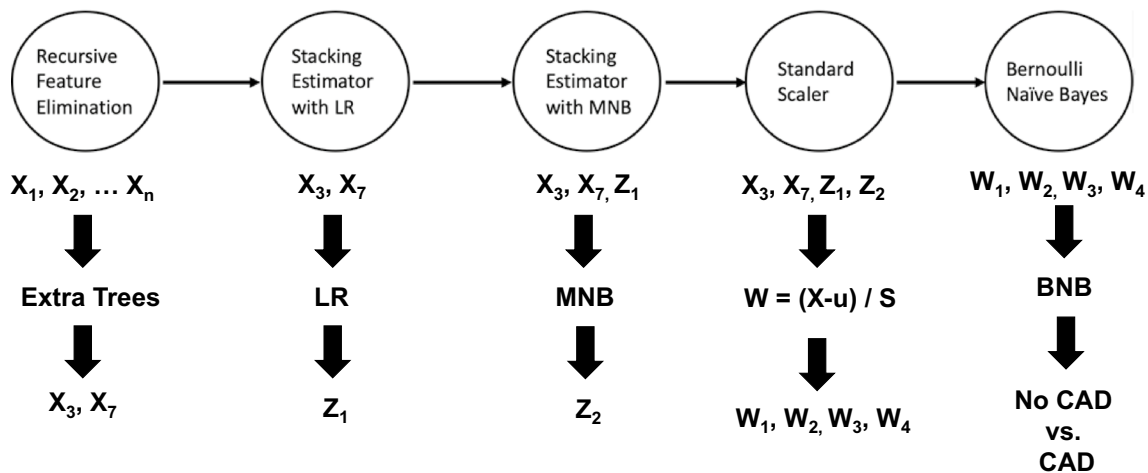 Recursive
Feature
Elimination
Stacking
Estimator
with LR
Stacking
Estimator
with MNB
Standard
Scaler
Bernoulli
Naïve Bayes
X₁, X₂, … Xₙ
X₃, X₇
X₃, X₇, Z₁
X₃, X₇, Z₁, Z₂
W₁, W₂, W₃, W₄
Extra Trees
LR
MNB
W = (X-u) / S
BNB
X₃, X₇
Z₁
Z₂
W₁, W₂, W₃, W₄
No CAD
vs.
CAD